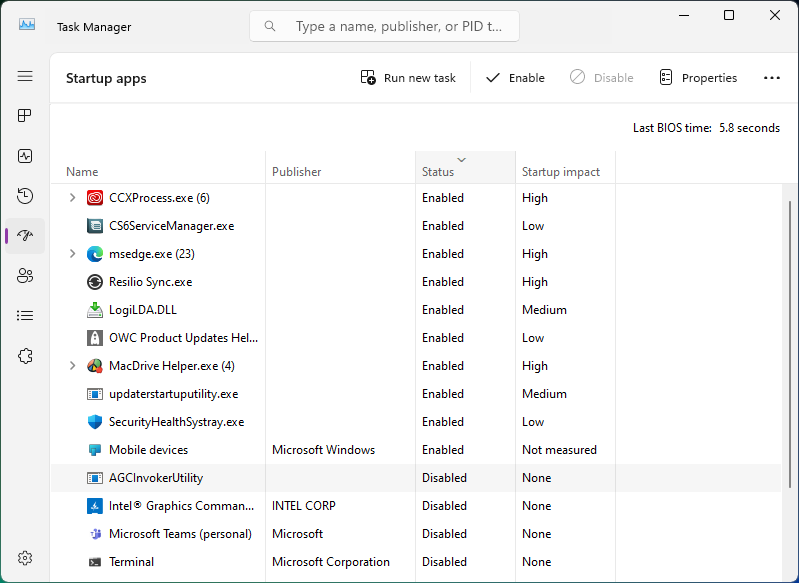 Task Manager
Type a name, publisher, or PID t...
Startup apps
Run new task
Enable
Disable
Properties
Last BIOS time: 5.8 seconds
Name Publisher Status Startup impact
CCXProcess.exe (6) Enabled High
CS6ServiceManager.exe Enabled Low
msedge.exe (23) Enabled High
Resilio Sync.exe Enabled High
LogiLDA.DLL Enabled Medium
OWC Product Updates Hel... Enabled Low
MacDrive Helper.exe (4) Enabled High
updaterstartuputility.exe Enabled Medium
SecurityHealthSystray.exe Enabled Low
Mobile devices Microsoft Windows Enabled Not measured
AGCInvokerUtility Disabled None
Intel® Graphics Comman... INTEL CORP Disabled None
Microsoft Teams (personal) Microsoft Disabled None
Terminal Microsoft Corporation Disabled None